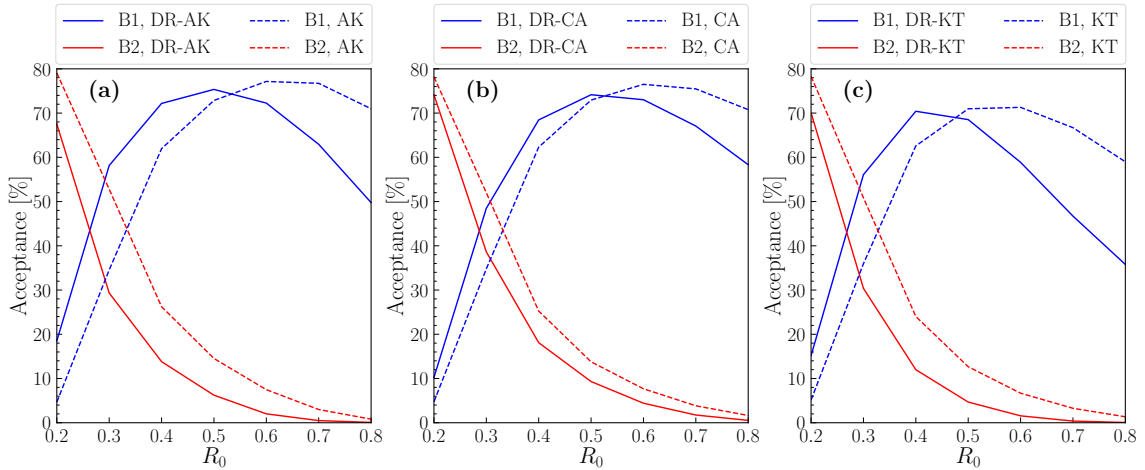 B1, DR-AK B1, AK
B2, DR-AK B2, AK
B1, DR-CA B1, CA
B2, DR-CA B2, CA
B1, DR-KT B1, KT
B2, DR-KT B2, KT
(a)
Acceptance [%]
80
70
60
50
40
30
20
10
0
0.2 0.3 0.4 0.5 0.6 0.7 0.8
R0
(b)
Acceptance [%]
80
70
60
50
40
30
20
10
0
0.2 0.3 0.4 0.5 0.6 0.7 0.8
R0
(c)
Acceptance [%]
80
70
60
50
40
30
20
10
0
0.2 0.3 0.4 0.5 0.6 0.7 0.8
R0